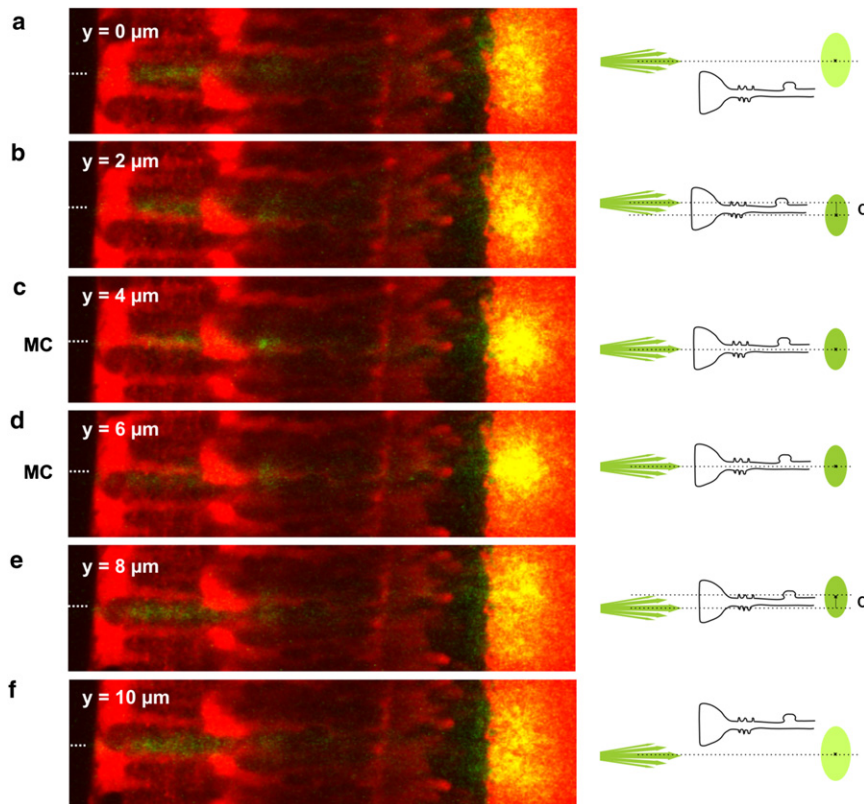 a
y = 0 µm
b
y = 2 µm
d
c
y = 4 µm
MC
d
y = 6 µm
MC
e
y = 8 µm
d
f
y = 10 µm